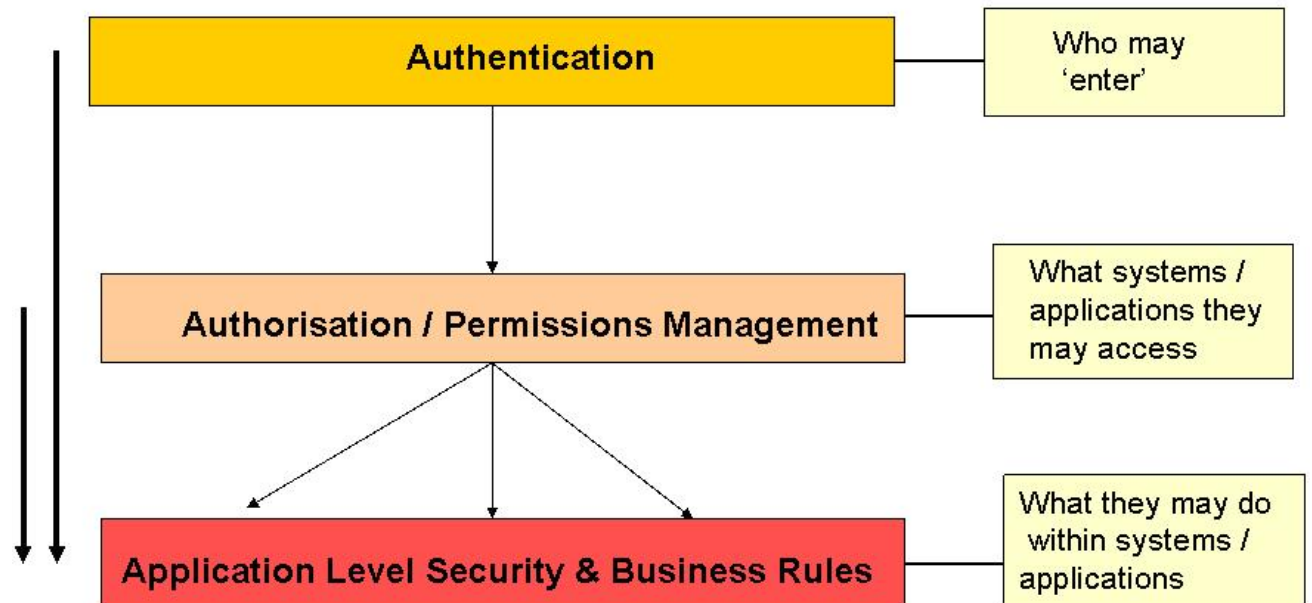 Authentication
Who may
‘enter’
Authorisation / Permissions Management
What systems /
applications they
may access
Application Level Security & Business Rules
What they may do
within systems /
applications